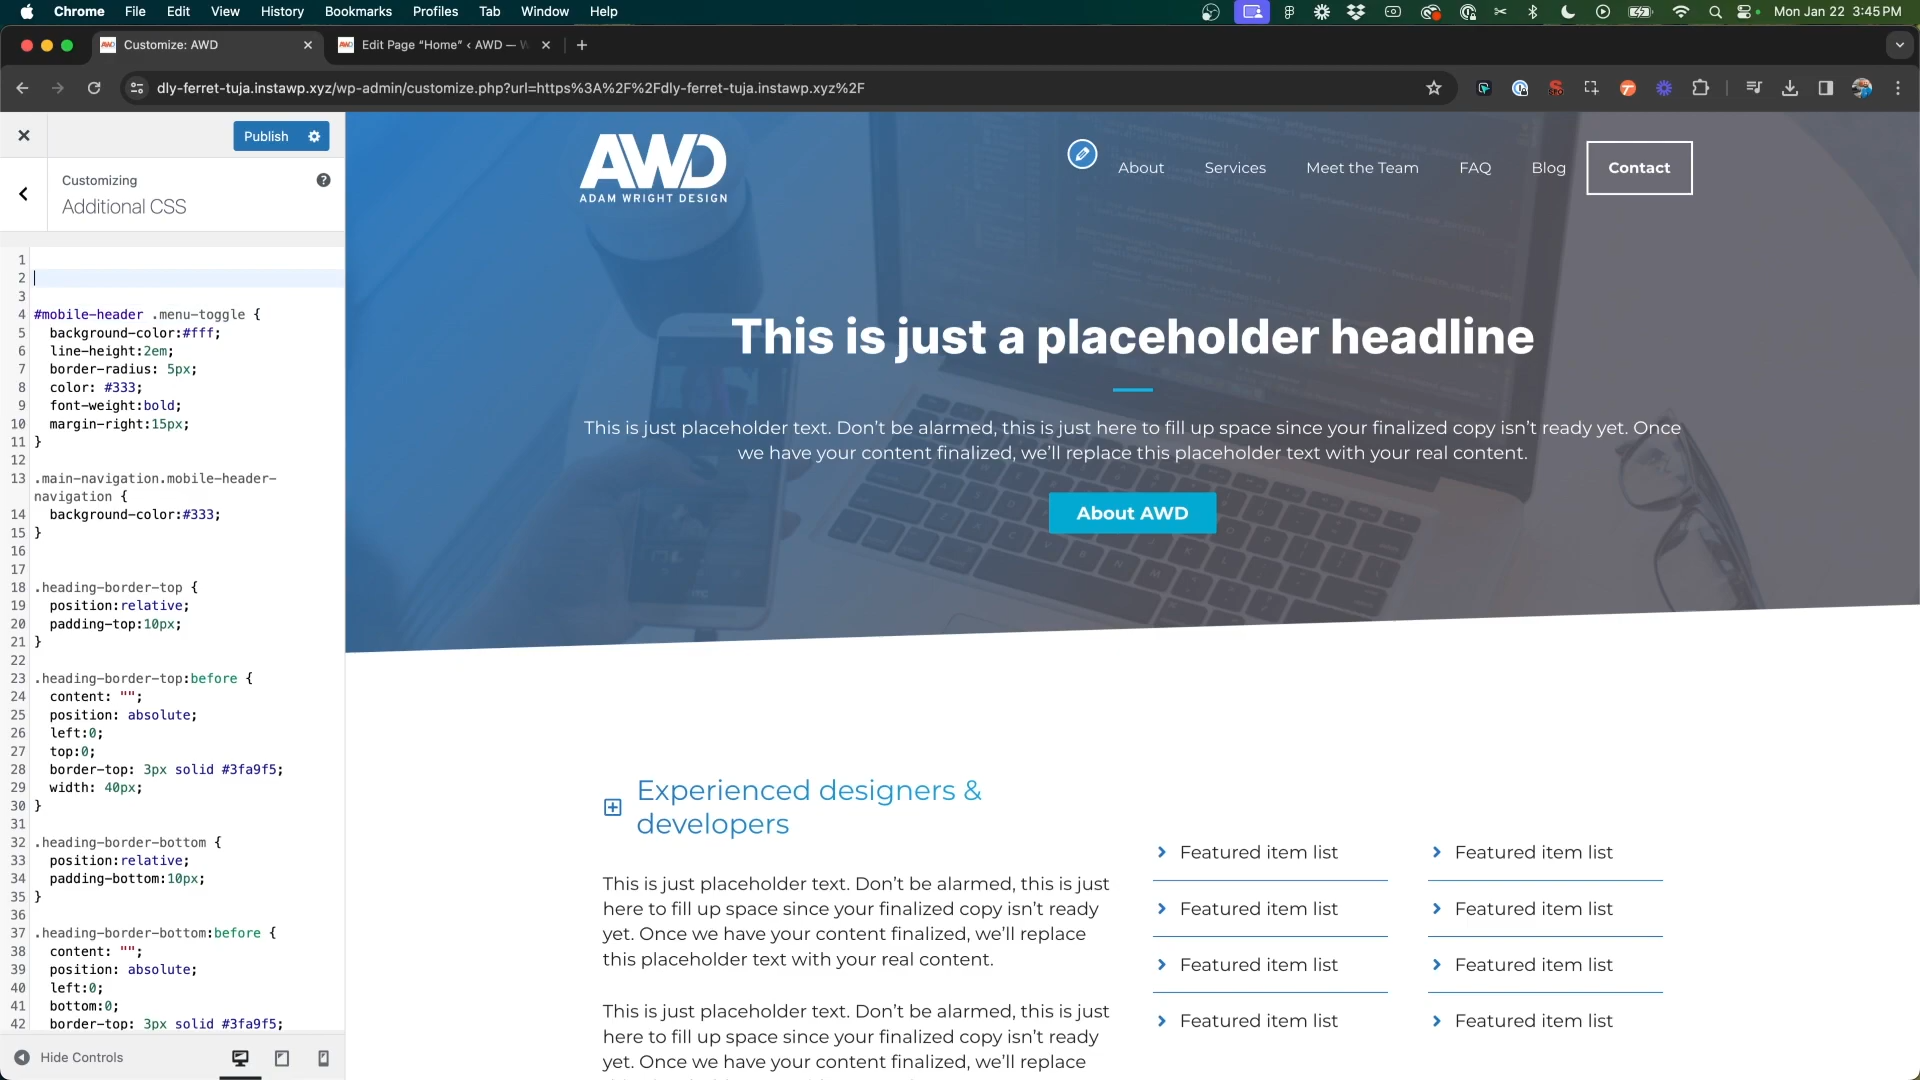 Chrome File Edit View History Bookmarks Profiles Tab Window Help Mon Jan 22 3:45 PM
Customize: AWD Edit Page “Home” ‹ AWD —
dly-ferret-tuja.instawp.xyz/wp-admin/customize.php?url=https%3A%2F%2Fdly-ferret-tuja.instawp.xyz%2F
Publish
Customizing
Additional CSS
1
2
3
4 #mobile-header .menu-toggle {
5 background-color:#fff;
6 line-height:2em;
7 border-radius: 5px;
8 color: #333;
9 font-weight:bold;
10 margin-right:15px;
11 }
12
13 .main-navigation.mobile-header-
navigation {
14 background-color:#333;
15 }
16
17
18 .heading-border-top {
19 position:relative;
20 padding-top:10px;
21 }
22
23 .heading-border-top:before {
24 content: "";
25 position: absolute;
26 left:0;
27 top:0;
28 border-top: 3px solid #3fa9f5;
29 width: 40px;
30 }
31
32 .heading-border-bottom {
33 position:relative;
34 padding-bottom:10px;
35 }
36
37 .heading-border-bottom:before {
38 content: "";
39 position: absolute;
40 left:0;
41 bottom:0;
42 border-top: 3px solid #3fa9f5;
Hide Controls
AWD
ADAM WRIGHT DESIGN
About Services Meet the Team FAQ Blog Contact
This is just a placeholder headline
This is just placeholder text. Don’t be alarmed, this is just here to fill up space since your finalized copy isn’t ready yet. Once
we have your content finalized, we’ll replace this placeholder text with your real content.
About AWD
Experienced designers &
developers
This is just placeholder text. Don’t be alarmed, this is just
here to fill up space since your finalized copy isn’t ready
yet. Once we have your content finalized, we’ll replace
this placeholder text with your real content.
This is just placeholder text. Don’t be alarmed, this is just
here to fill up space since your finalized copy isn’t ready
yet. Once we have your content finalized, we’ll replace
Featured item list Featured item list
Featured item list Featured item list
Featured item list Featured item list
Featured item list Featured item list